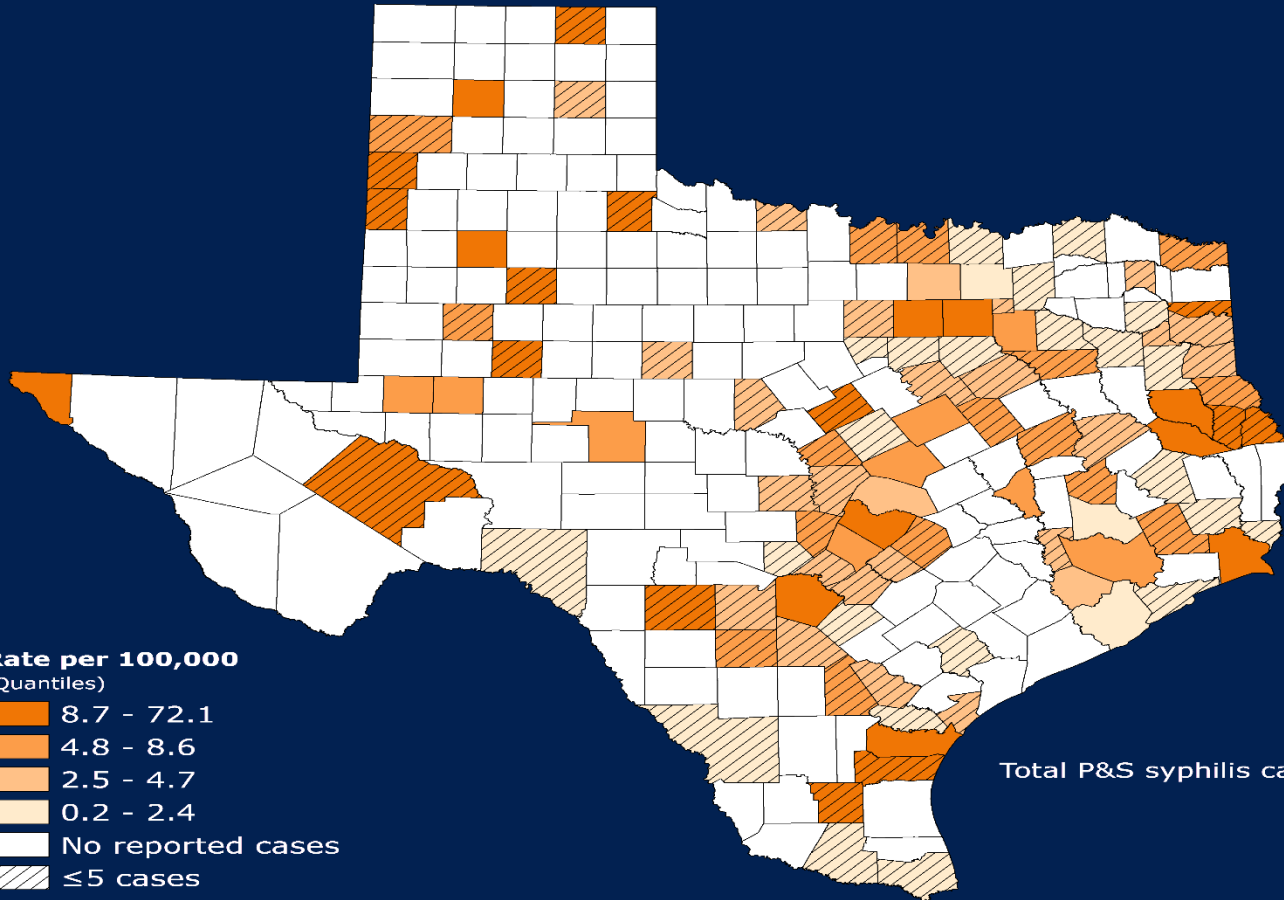 Rate per 100,000
Quantiles)
8.7 - 72.1
4.8 - 8.6
2.5 - 4.7
0.2 - 2.4
No reported cases
≤5 cases
Total P&S syphilis ca